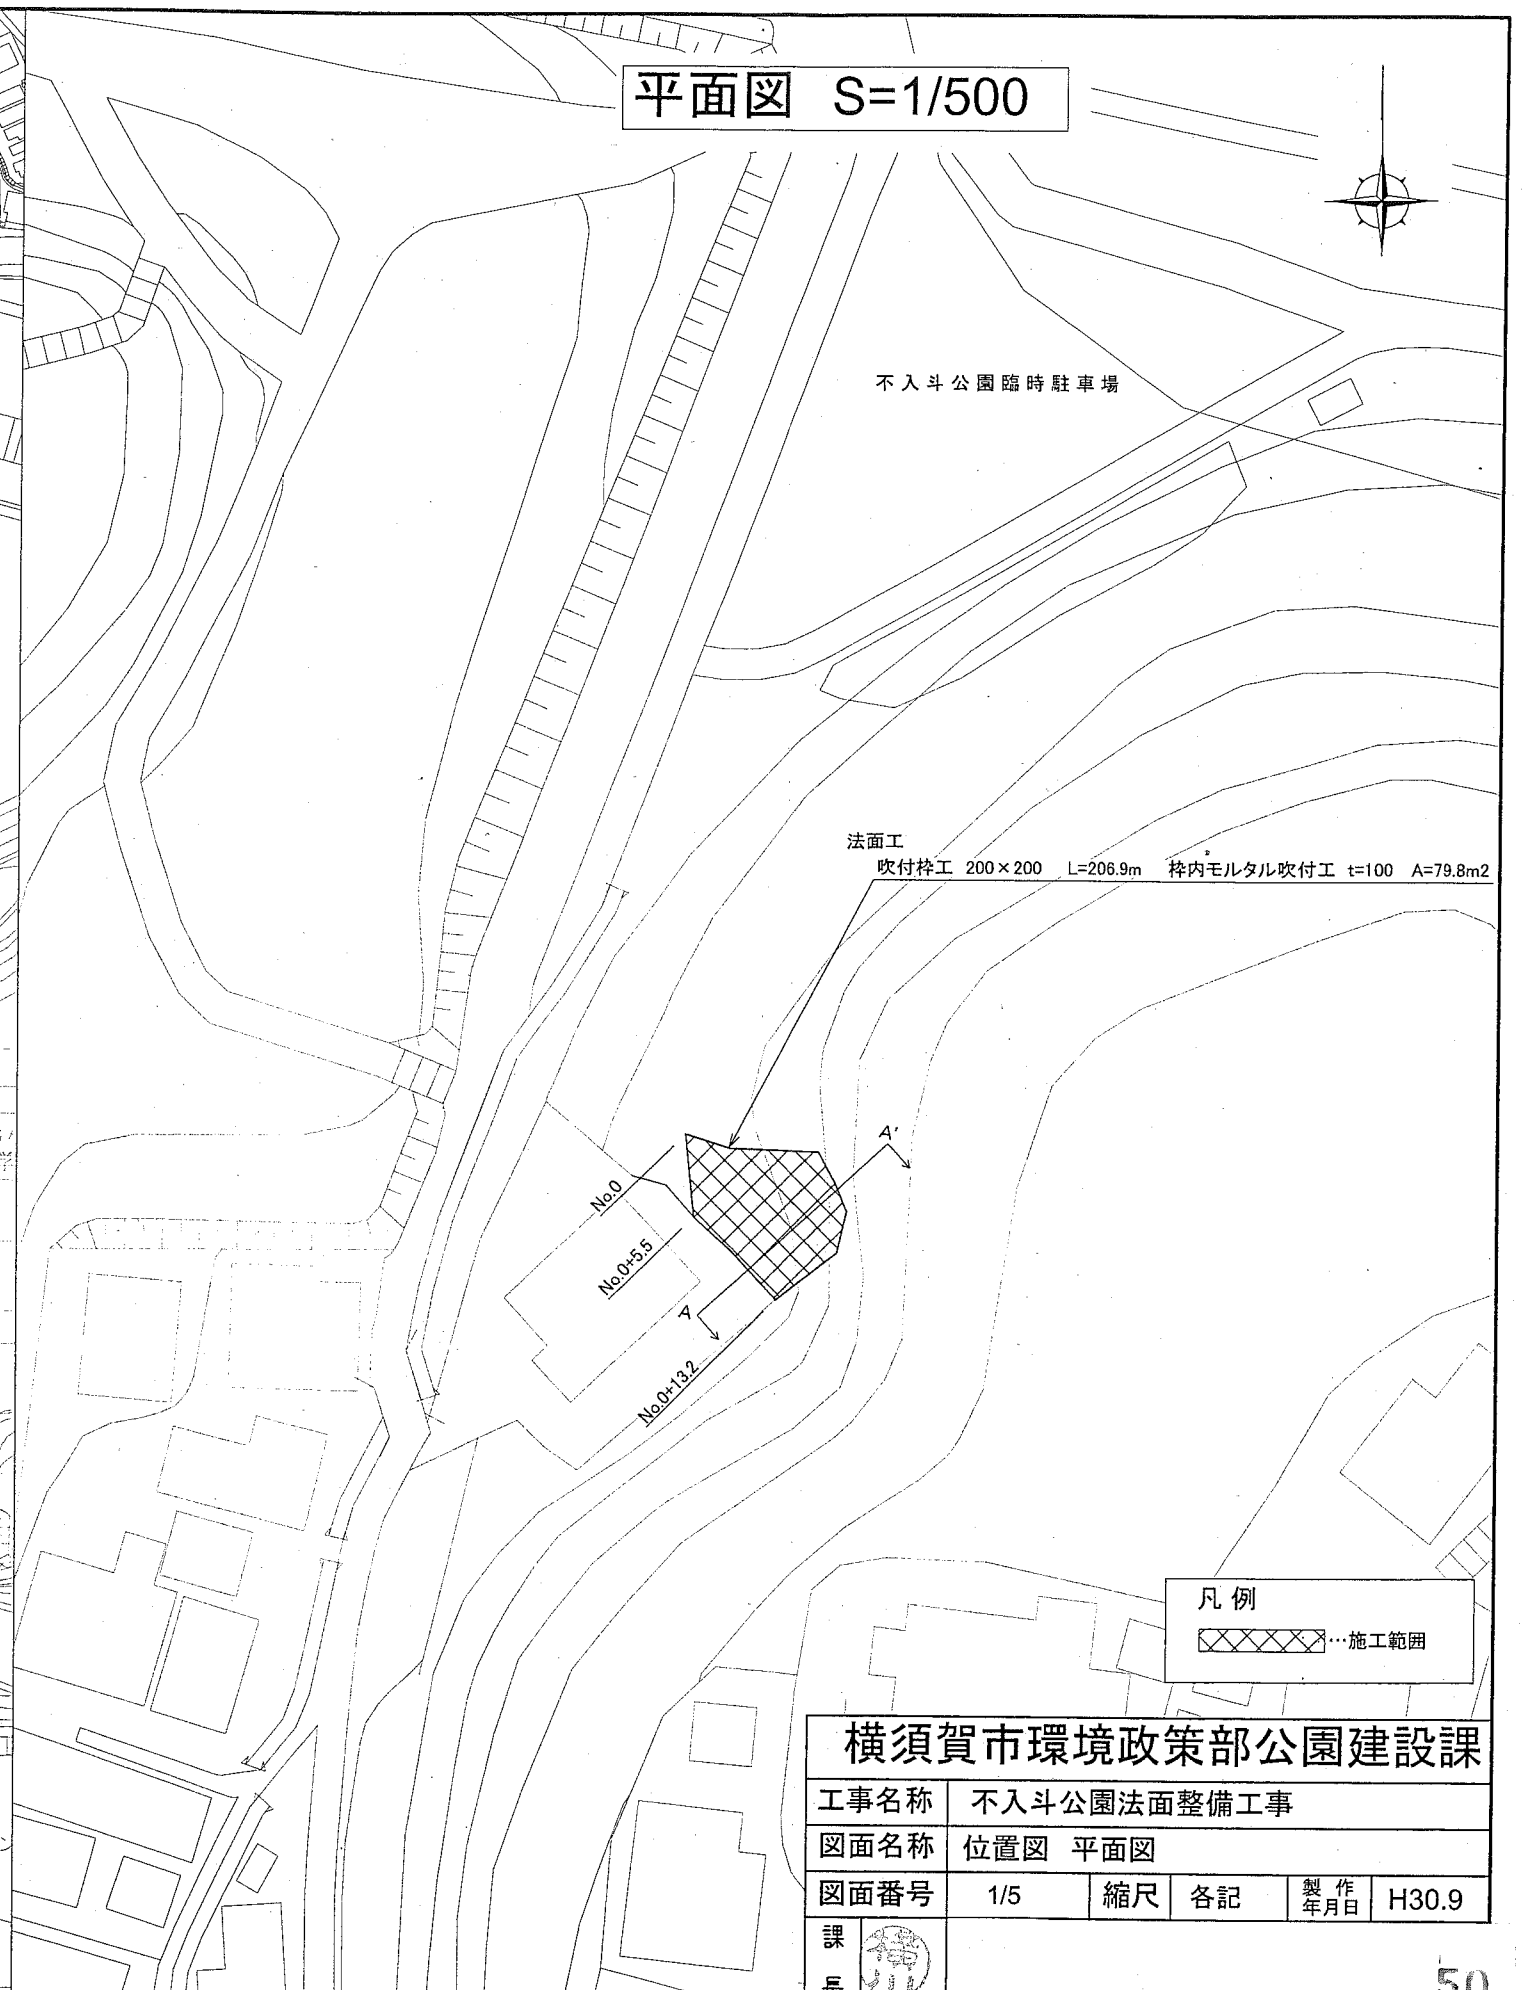 平面図 S=1/500
不入斗公園臨時駐車場
法面工
吹付枠工 200×200 L=206.9m 枠内モルタル吹付工 t=100 A=79.8m2
A'
No.0
No.0+5.5
A
No.0+13.2
凡例
…施工範囲
横須賀市環境政策部公園建設課
工事名称 不入斗公園法面整備工事
図面名称 位置図 平面図
図面番号 1/5 縮尺 各記 製作年月日 H30.9
課長
50